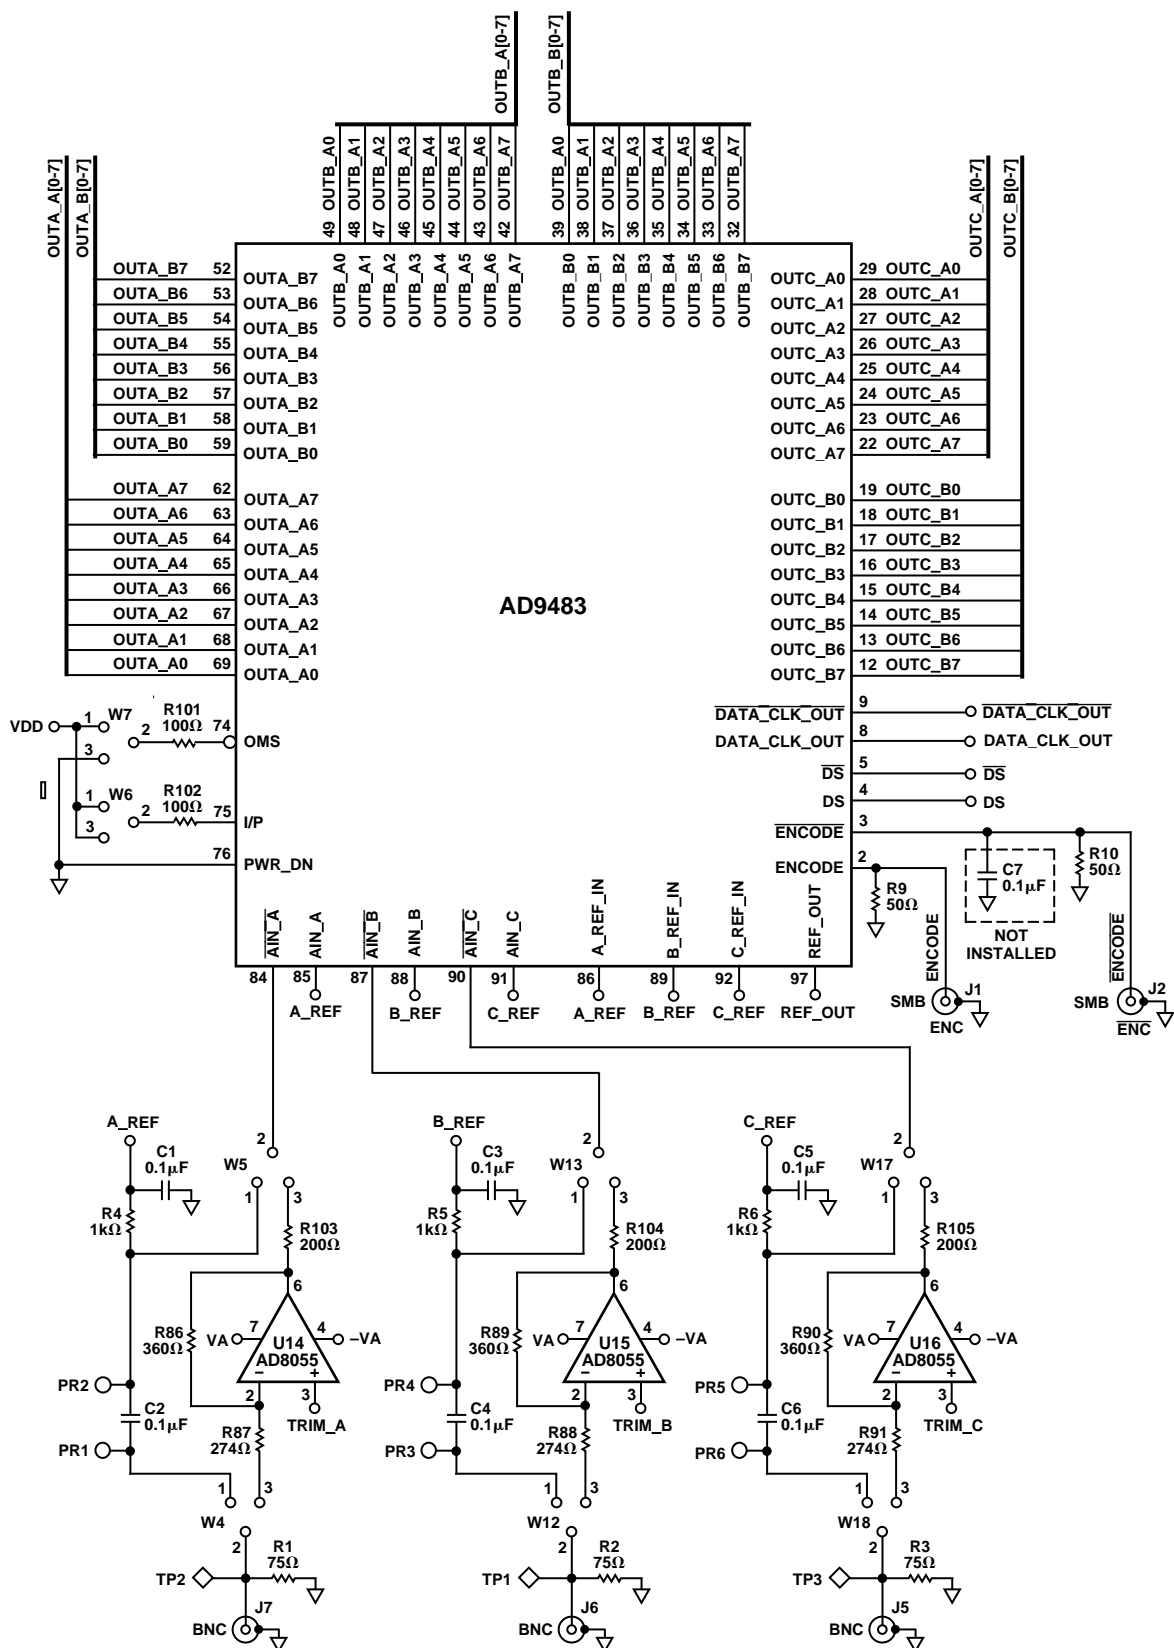 OUTB_A[0-7]
OUTB_B[0-7]
OUTA_A[0-7]
OUTA_B[0-7]
OUTC_A[0-7]
OUTC_B[0-7]
49 OUTB_A0
48 OUTB_A1
47 OUTB_A2
46 OUTB_A3
45 OUTB_A4
44 OUTB_A5
43 OUTB_A6
42 OUTB_A7
39 OUTB_A0
38 OUTB_A1
37 OUTB_A2
36 OUTB_A3
35 OUTB_A4
34 OUTB_A5
33 OUTB_A6
32 OUTB_A7
OUTB_A0
OUTB_A1
OUTB_A2
OUTB_A3
OUTB_A4
OUTB_A5
OUTB_A6
OUTB_A7
OUTB_B0
OUTB_B1
OUTB_B2
OUTB_B3
OUTB_B4
OUTB_B5
OUTB_B6
OUTB_B7
OUTA_B7 52 OUTA_B7
OUTA_B6 53 OUTA_B6
OUTA_B5 54 OUTA_B5
OUTA_B4 55 OUTA_B4
OUTA_B3 56 OUTA_B3
OUTA_B2 57 OUTA_B2
OUTA_B1 58 OUTA_B1
OUTA_B0 59 OUTA_B0
OUTA_A7 62 OUTA_A7
OUTA_A6 63 OUTA_A6
OUTA_A5 64 OUTA_A5
OUTA_A4 65 OUTA_A4
OUTA_A3 66 OUTA_A3
OUTA_A2 67 OUTA_A2
OUTA_A1 68 OUTA_A1
OUTA_A0 69 OUTA_A0
OUTC_A0 29 OUTC_A0
OUTC_A1 28 OUTC_A1
OUTC_A2 27 OUTC_A2
OUTC_A3 26 OUTC_A3
OUTC_A4 25 OUTC_A4
OUTC_A5 24 OUTC_A5
OUTC_A6 23 OUTC_A6
OUTC_A7 22 OUTC_A7
OUTC_B0 19 OUTC_B0
OUTC_B1 18 OUTC_B1
OUTC_B2 17 OUTC_B2
OUTC_B3 16 OUTC_B3
OUTC_B4 15 OUTC_B4
OUTC_B5 14 OUTC_B5
OUTC_B6 13 OUTC_B6
OUTC_B7 12 OUTC_B7
AD9483
VDD
1 W7
2
3
R101
100Ω
74
OMS
1 W6
2
3
R102
100Ω
75
I/P
76
PWR_DN
DATA_CLK_OUT 9 DATA_CLK_OUT
DATA_CLK_OUT 8 DATA_CLK_OUT
DS 5 DS
DS 4 DS
ENCODE 3
ENCODE 2
R9
50Ω
C7
0.1µF
NOT
INSTALLED
R10
50Ω
ENCODE
SMB
J1
ENC
ENCODE
SMB
J2
ENC
AIN_A
AIN_A
AIN_B
AIN_B
AIN_C
AIN_C
A_REF_IN
B_REF_IN
C_REF_IN
REF_OUT
84
85
87
88
90
91
86
89
92
97
A_REF
B_REF
C_REF
A_REF
B_REF
C_REF
REF_OUT
A_REF
C1
0.1µF
R4
1kΩ
2
W5
1
3
R103
200Ω
6
R86
360Ω
VA
7
U14
AD8055
4
–VA
−
+
2
3
TRIM_A
PR2
C2
0.1µF
PR1
R87
274Ω
1
3
W4
2
R1
75Ω
TP2
J7
BNC
B_REF
C3
0.1µF
R5
1kΩ
2
W13
1
3
R104
200Ω
6
R89
360Ω
VA
7
U15
AD8055
4
–VA
−
+
2
3
TRIM_B
PR4
C4
0.1µF
PR3
R88
274Ω
1
3
W12
2
R2
75Ω
TP1
J6
BNC
C_REF
C5
0.1µF
R6
1kΩ
2
W17
1
3
R105
200Ω
6
R90
360Ω
VA
7
U16
AD8055
4
–VA
−
+
2
3
TRIM_C
PR5
C6
0.1µF
PR6
R91
274Ω
1
3
W18
2
R3
75Ω
TP3
J5
BNC